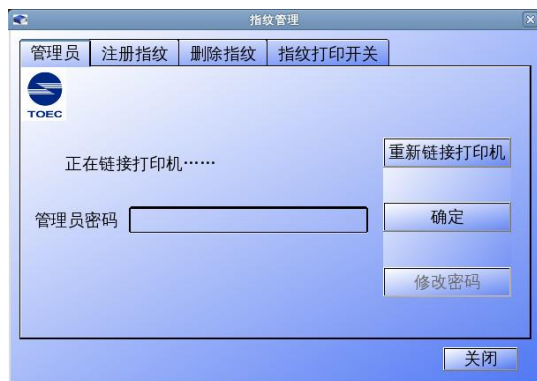 指纹管理
管理员 注册指纹 删除指纹 指纹打印开关
TOEC
正在链接打印机…… 重新链接打印机
管理员密码 确定
修改密码
关闭